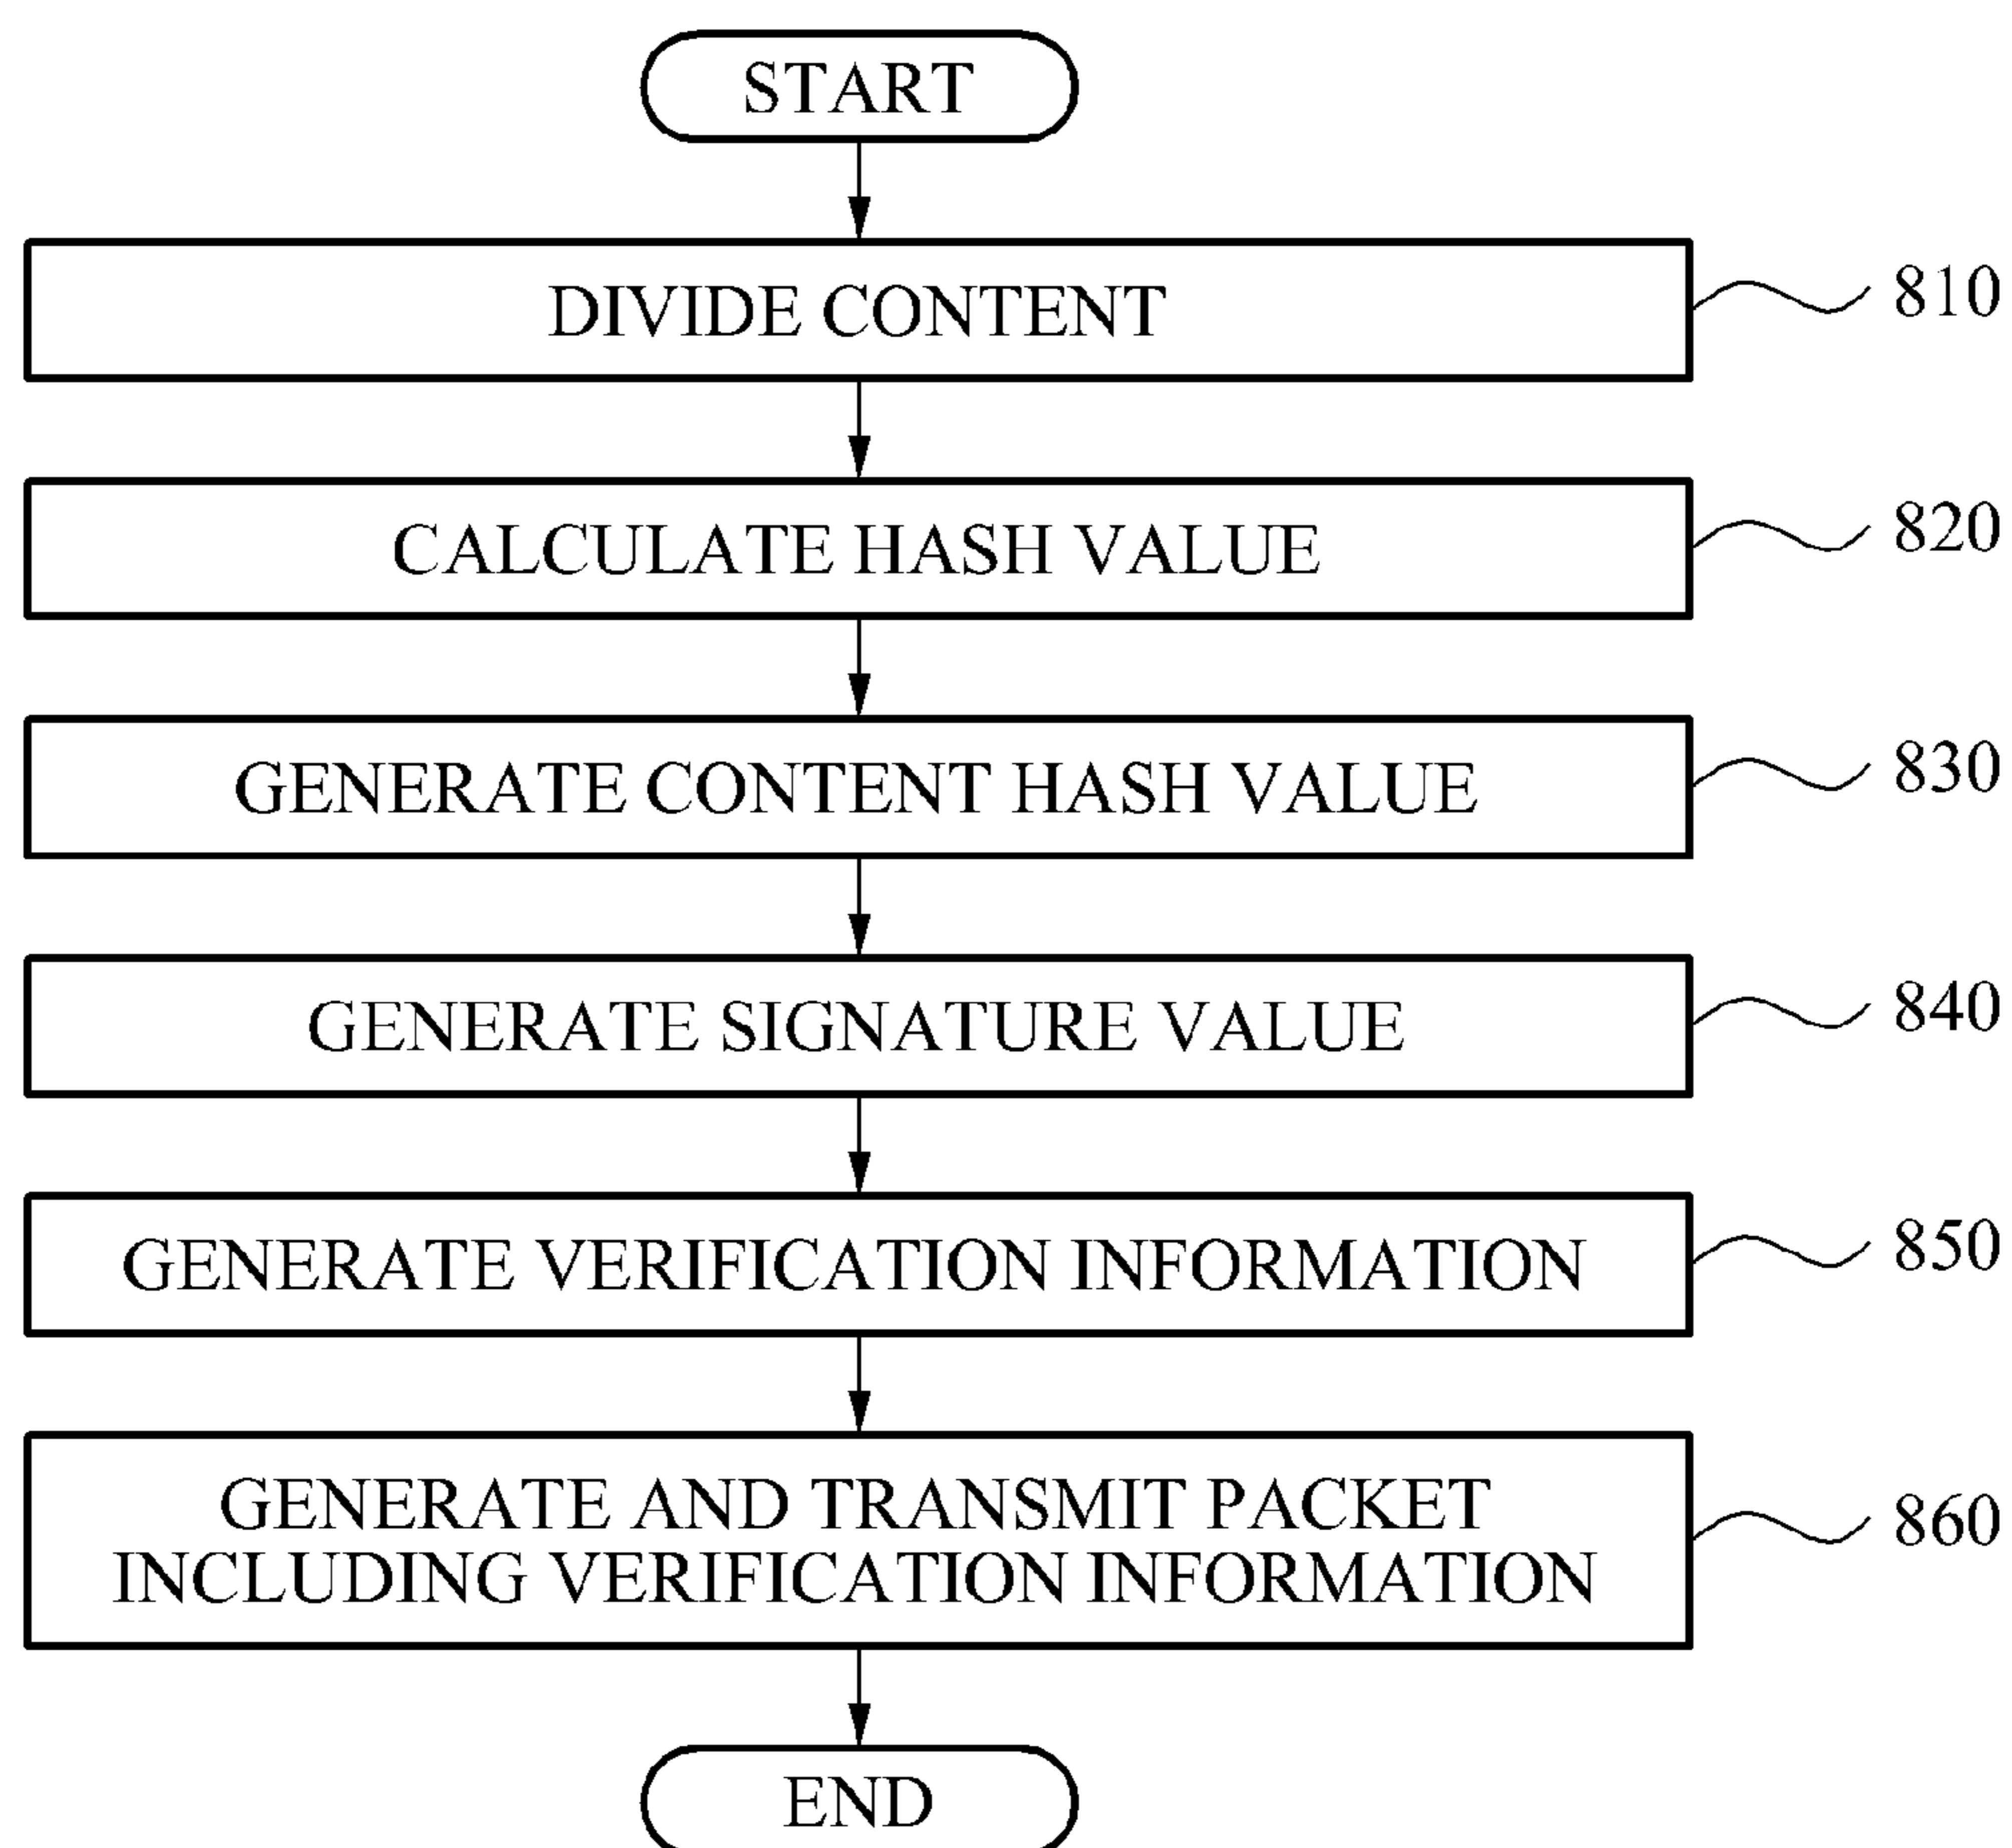 START
DIVIDE CONTENT
810
CALCULATE HASH VALUE
820
GENERATE CONTENT HASH VALUE
830
GENERATE SIGNATURE VALUE
840
GENERATE VERIFICATION INFORMATION
850
GENERATE AND TRANSMIT PACKET
INCLUDING VERIFICATION INFORMATION
860
END